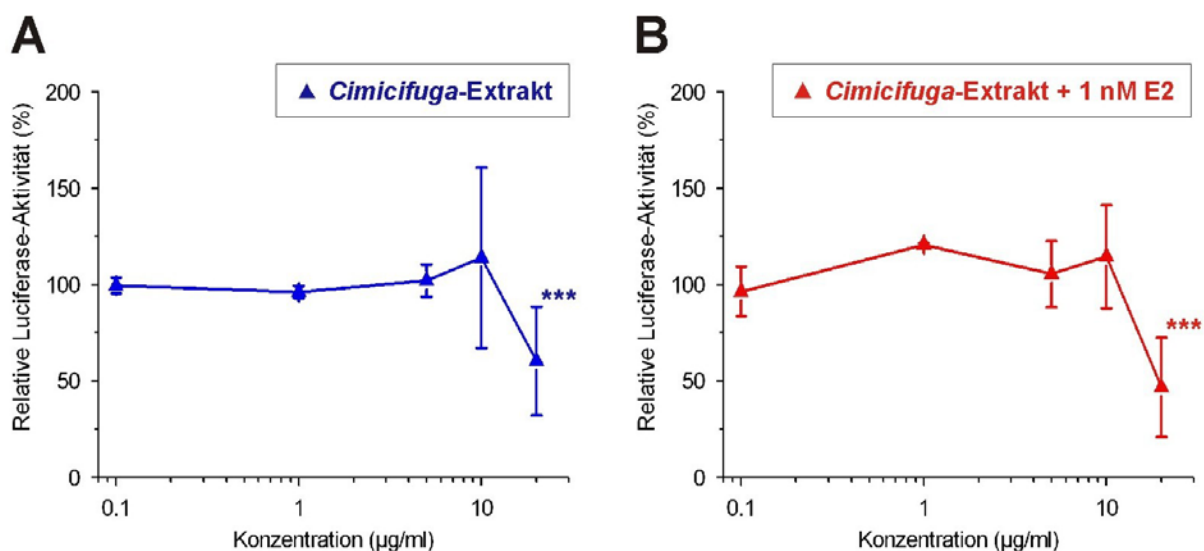 A
▲ Cimicifuga-Extrakt
Relative Luciferase-Aktivität (%)
200
150
100
50
0
***
0.1
1
10
Konzentration (µg/ml)
B
▲ Cimicifuga-Extrakt + 1 nM E2
Relative Luciferase-Aktivität (%)
200
150
100
50
0
***
0.1
1
10
Konzentration (µg/ml)